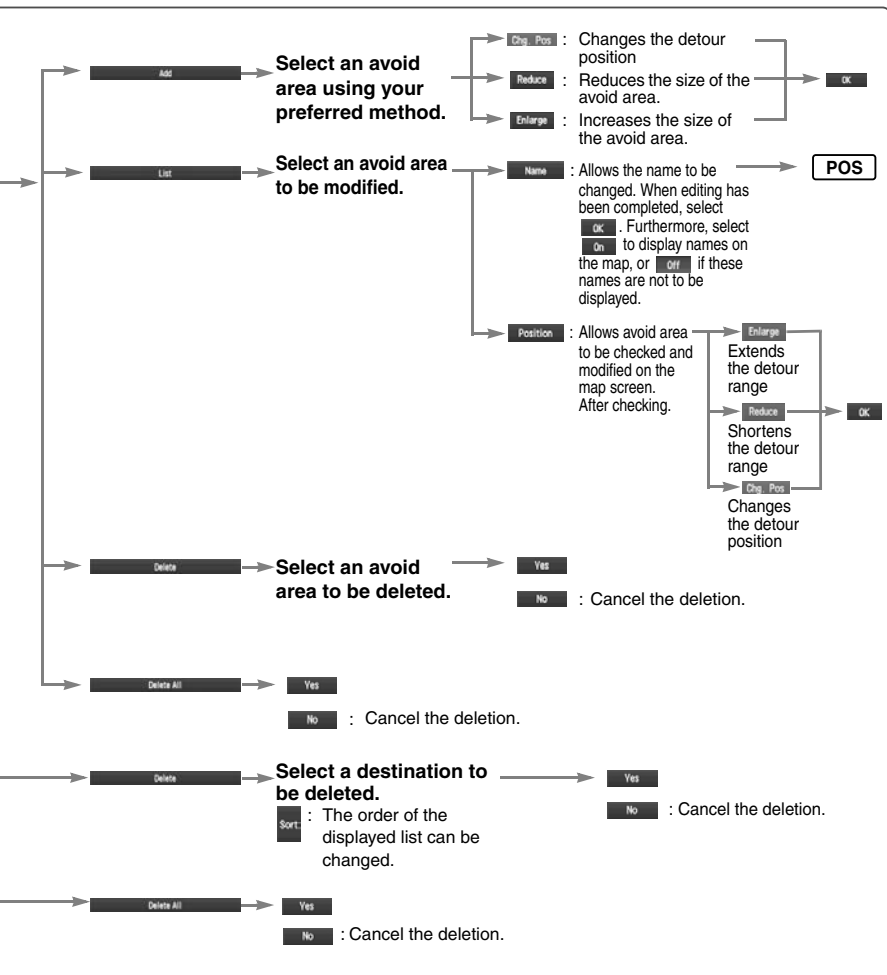 Add
Select an avoid
area using your
preferred method.
Chg. Pos : Changes the detour
position
Reduce : Reduces the size of the
avoid area.
Enlarge : Increases the size of
the avoid area.
OK
List
Select an avoid area
to be modified.
Name : Allows the name to be
changed. When editing has
been completed, select
OK . Furthermore, select
On to display names on
the map, or Off if these
names are not to be
displayed.
POS
Position : Allows avoid area
to be checked and
modified on the
map screen.
After checking.
Enlarge
Extends
the detour
range
Reduce
Shortens
the detour
range
Chg. Pos
Changes
the detour
position
OK
Delete
Select an avoid
area to be deleted.
Yes
No : Cancel the deletion.
Delete All
Yes
No : Cancel the deletion.
Delete
Select a destination to
be deleted.
Sort: : The order of the
displayed list can be
changed.
Yes
No : Cancel the deletion.
Delete All
Yes
No : Cancel the deletion.